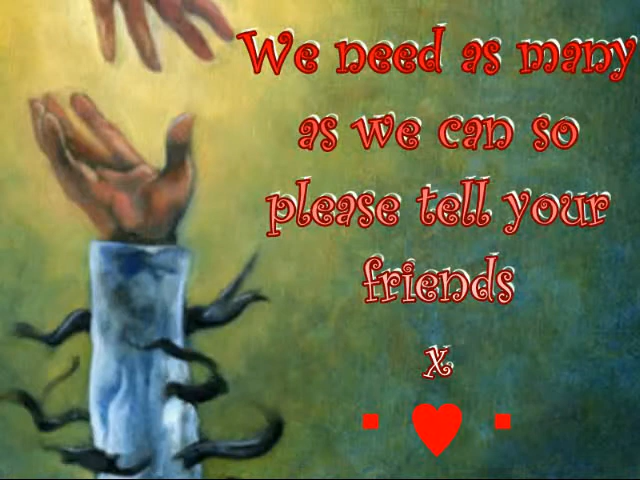 We need as many
as we can so
please tell your
friends
x